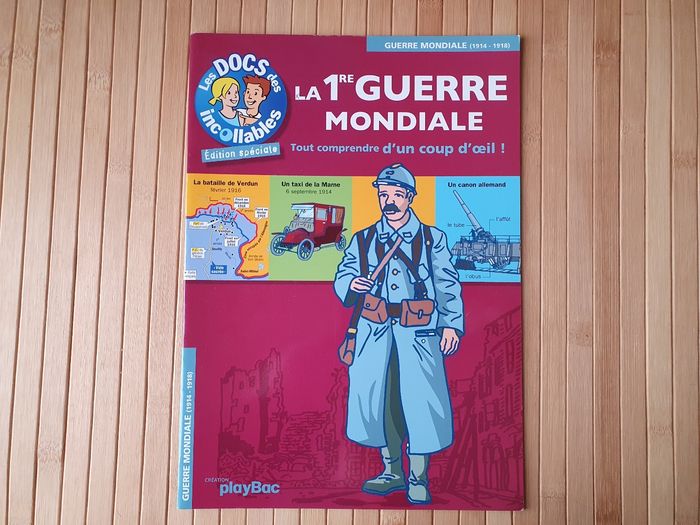 GUERRE MONDIALE (1914 - 1918)
Les DOCS des
incollables
Édition spéciale
LA 1RE GUERRE
MONDIALE
Tout comprendre d'un coup d'œil !
La bataille de Verdun
février 1916
Un taxi de la Marne
6 septembre 1914
Un canon allemand
le tube
l'affût
l'obus
GUERRE MONDIALE (1914 - 1918)
CRÉATION
playBac